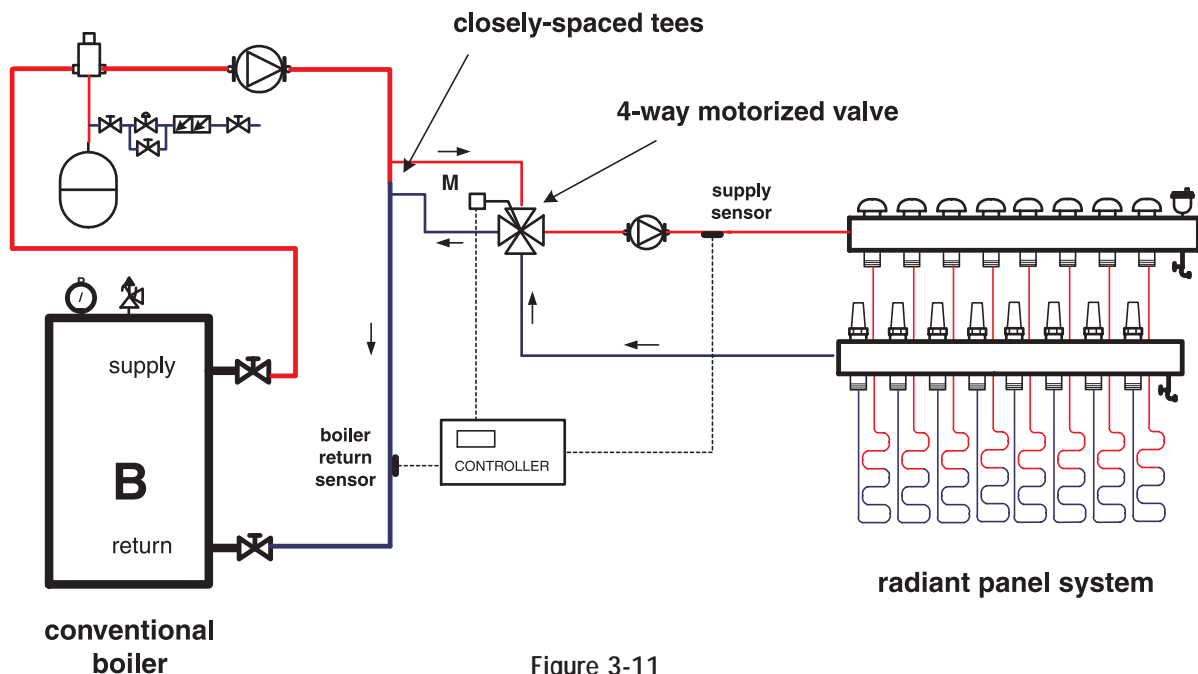 closely-spaced tees
4-way motorized valve
M
supply
sensor
P
supply
boiler
return
sensor
CONTROLLER
B
return
radiant panel system
conventional
boiler
Figure 3-11